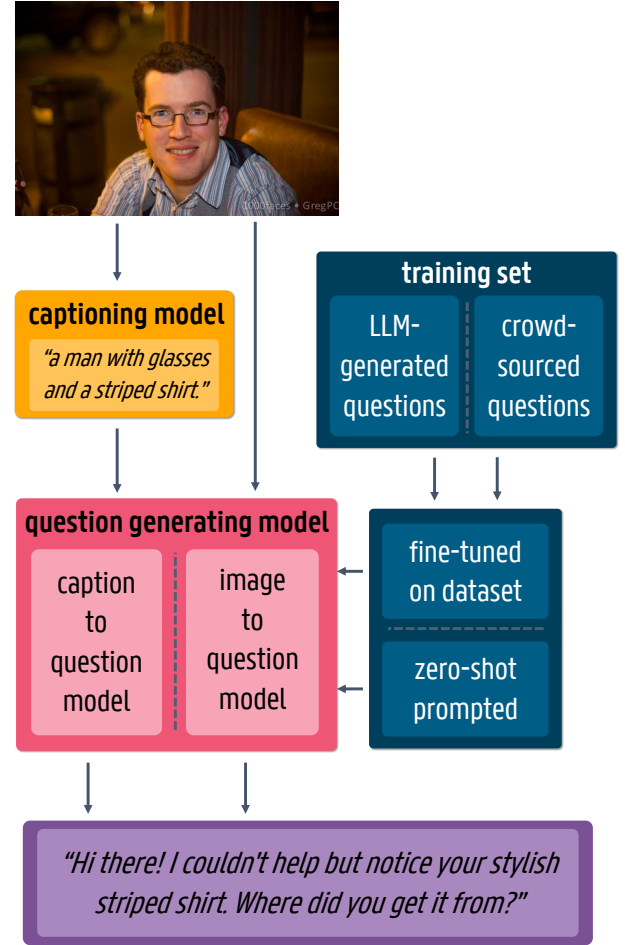 1000faces • GregPC
training set
LLM-
generated
questions
crowd-
sourced
questions
captioning model
“a man with glasses
and a striped shirt.”
question generating model
caption
to
question
model
image
to
question
model
fine-tuned
on dataset
zero-shot
prompted
“Hi there! I couldn't help but notice your stylish
striped shirt. Where did you get it from?”